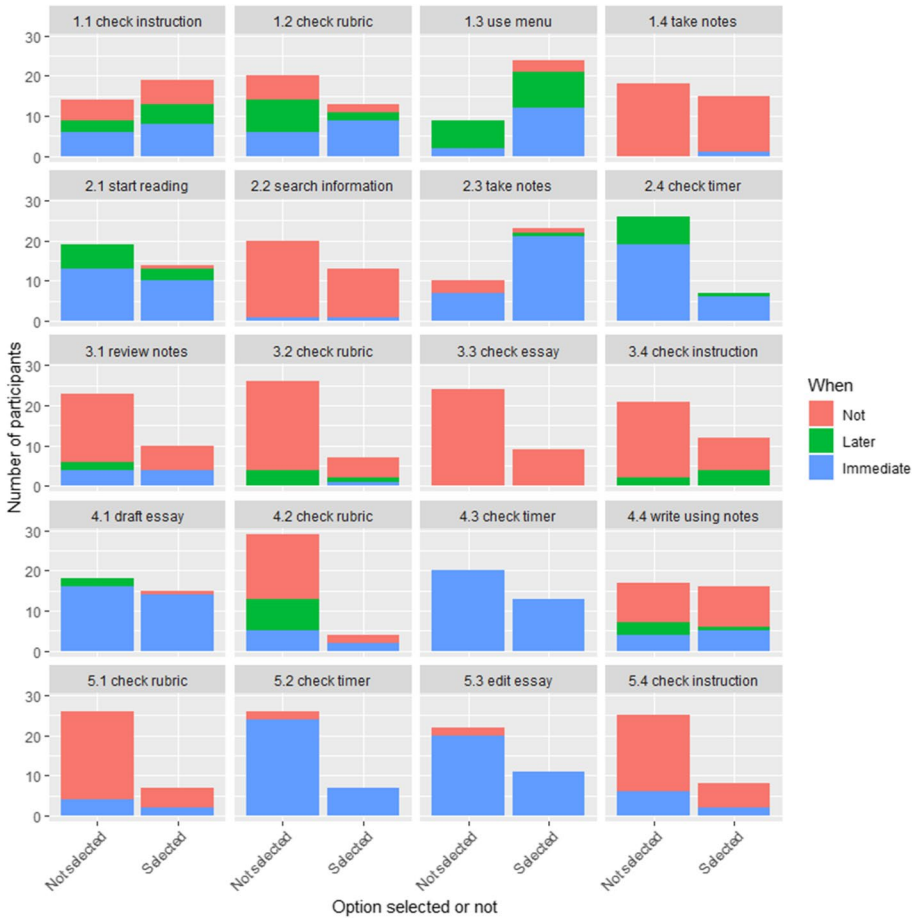 1.1 check instruction
1.2 check rubric
1.3 use menu
1.4 take notes
30
20
10
0
2.1 start reading
2.2 search information
2.3 take notes
2.4 check timer
30
20
10
0
3.1 review notes
3.2 check rubric
3.3 check essay
3.4 check instruction
30
20
10
0
4.1 draft essay
4.2 check rubric
4.3 check timer
4.4 write using notes
30
20
10
0
5.1 check rubric
5.2 check timer
5.3 edit essay
5.4 check instruction
30
20
10
0
Number of participants
Not selected
Selected
Not selected
Selected
Not selected
Selected
Not selected
Selected
Option selected or not
When
Not
Later
Immediate